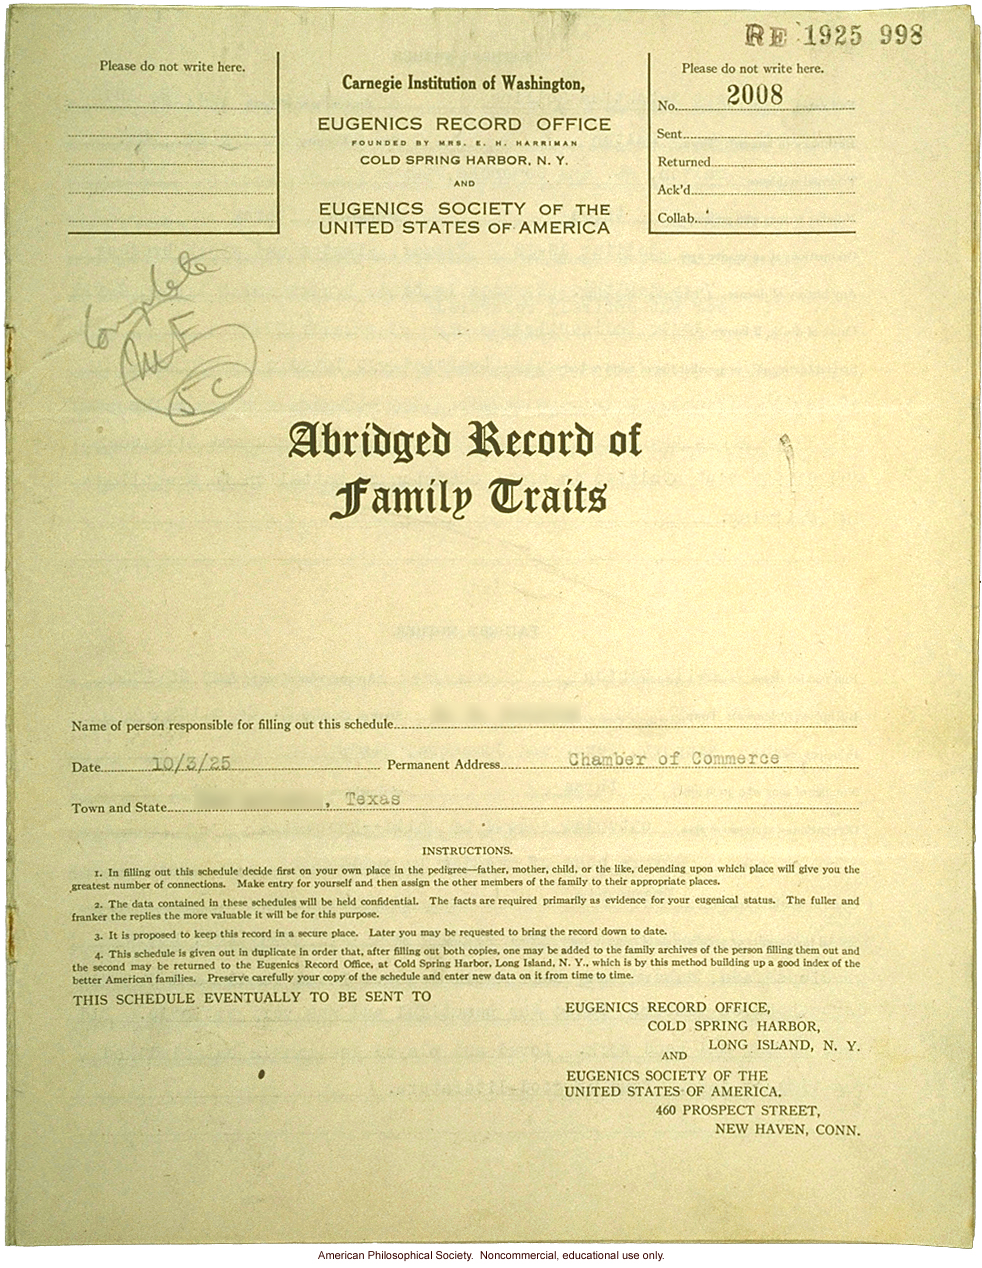 RE 1925 998
Please do not write here.
Carnegie Institution of Washington,
EUGENICS RECORD OFFICE
FOUNDED BY MRS. E. H. HARRIMAN
COLD SPRING HARBOR, N. Y.
AND
EUGENICS SOCIETY OF THE
UNITED STATES OF AMERICA
Please do not write here.
No. 2008
Sent
Returned
Ack'd
Collab.
Complete
M F
5 C
Abridged Record of
Family Traits
Name of person responsible for filling out this schedule
Date 10/3/25 Permanent Address Chamber of Commerce
Town and State , Texas
INSTRUCTIONS.
1. In filling out this schedule decide first on your own place in the pedigree—father, mother, child, or the like, depending upon which place will give you the
greatest number of connections. Make entry for yourself and then assign the other members of the family to their appropriate places.
2. The data contained in these schedules will be held confidential. The facts are required primarily as evidence for your eugenical status. The fuller and
franker the replies the more valuable it will be for this purpose.
3. It is proposed to keep this record in a secure place. Later you may be requested to bring the record down to date.
4. This schedule is given out in duplicate in order that, after filling out both copies, one may be added to the family archives of the person filling them out and
the second may be returned to the Eugenics Record Office, at Cold Spring Harbor, Long Island, N. Y., which is by this method building up a good index of the
better American families. Preserve carefully your copy of the schedule and enter new data on it from time to time.
THIS SCHEDULE EVENTUALLY TO BE SENT TO
EUGENICS RECORD OFFICE,
COLD SPRING HARBOR,
LONG ISLAND, N. Y.
AND
EUGENICS SOCIETY OF THE
UNITED STATES OF AMERICA,
460 PROSPECT STREET,
NEW HAVEN, CONN.
American Philosophical Society. Noncommercial, educational use only.